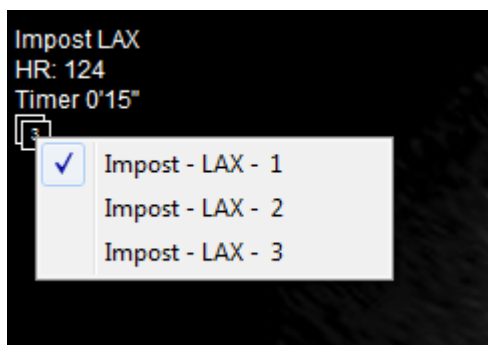 Impost LAX
HR: 124
Timer 0'15"
3
Impost - LAX - 1
Impost - LAX - 2
Impost - LAX - 3